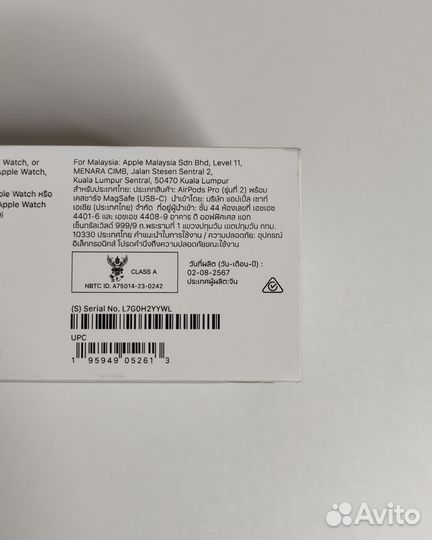 Watch, or
Apple Watch,
Apple Watch หรือ
Apple Watch
For Malaysia: Apple Malaysia Sdn Bhd, Level 11,
MENARA CIMB, Jalan Stesen Sentral 2,
Kuala Lumpur Sentral, 50470 Kuala Lumpur
สำหรับประเทศไทย: ประเภทสินค้า: AirPods Pro (รุ่นที่ 2) พร้อม
เคสชาร์จ MagSafe (USB-C) นำเข้าโดย: บริษัท แอปเปิ้ล เซาท์
เอเชีย (ประเทศไทย) จำกัด ที่อยู่ผู้นำเข้า: ชั้น 44 ห้องเลขที่ เอชเอช
4401-6 และ เอชเอช 4408-9 อาคาร ดิ ออฟฟิศเศส แอท
เซ็นทรัลเวิลด์ 999/9 ถ.พระราม 1 แขวงปทุมวัน เขตปทุมวัน กทม.
10330 ประเทศไทย คำแนะนำในการใช้งาน / ความปลอดภัย: อุปกรณ์
อิเล็กทรอนิกส์ โปรดคำนึงถึงความปลอดภัยขณะใช้งาน
CLASS A
NBTC ID. A75014-23-0242
วันที่ผลิต (วัน-เดือน-ปี) :
02-08-2567
ประเทศผู้ผลิต:จีน
(S) Serial No. L7G0H2YYWL
UPC
1 95949 05261 3
Avito